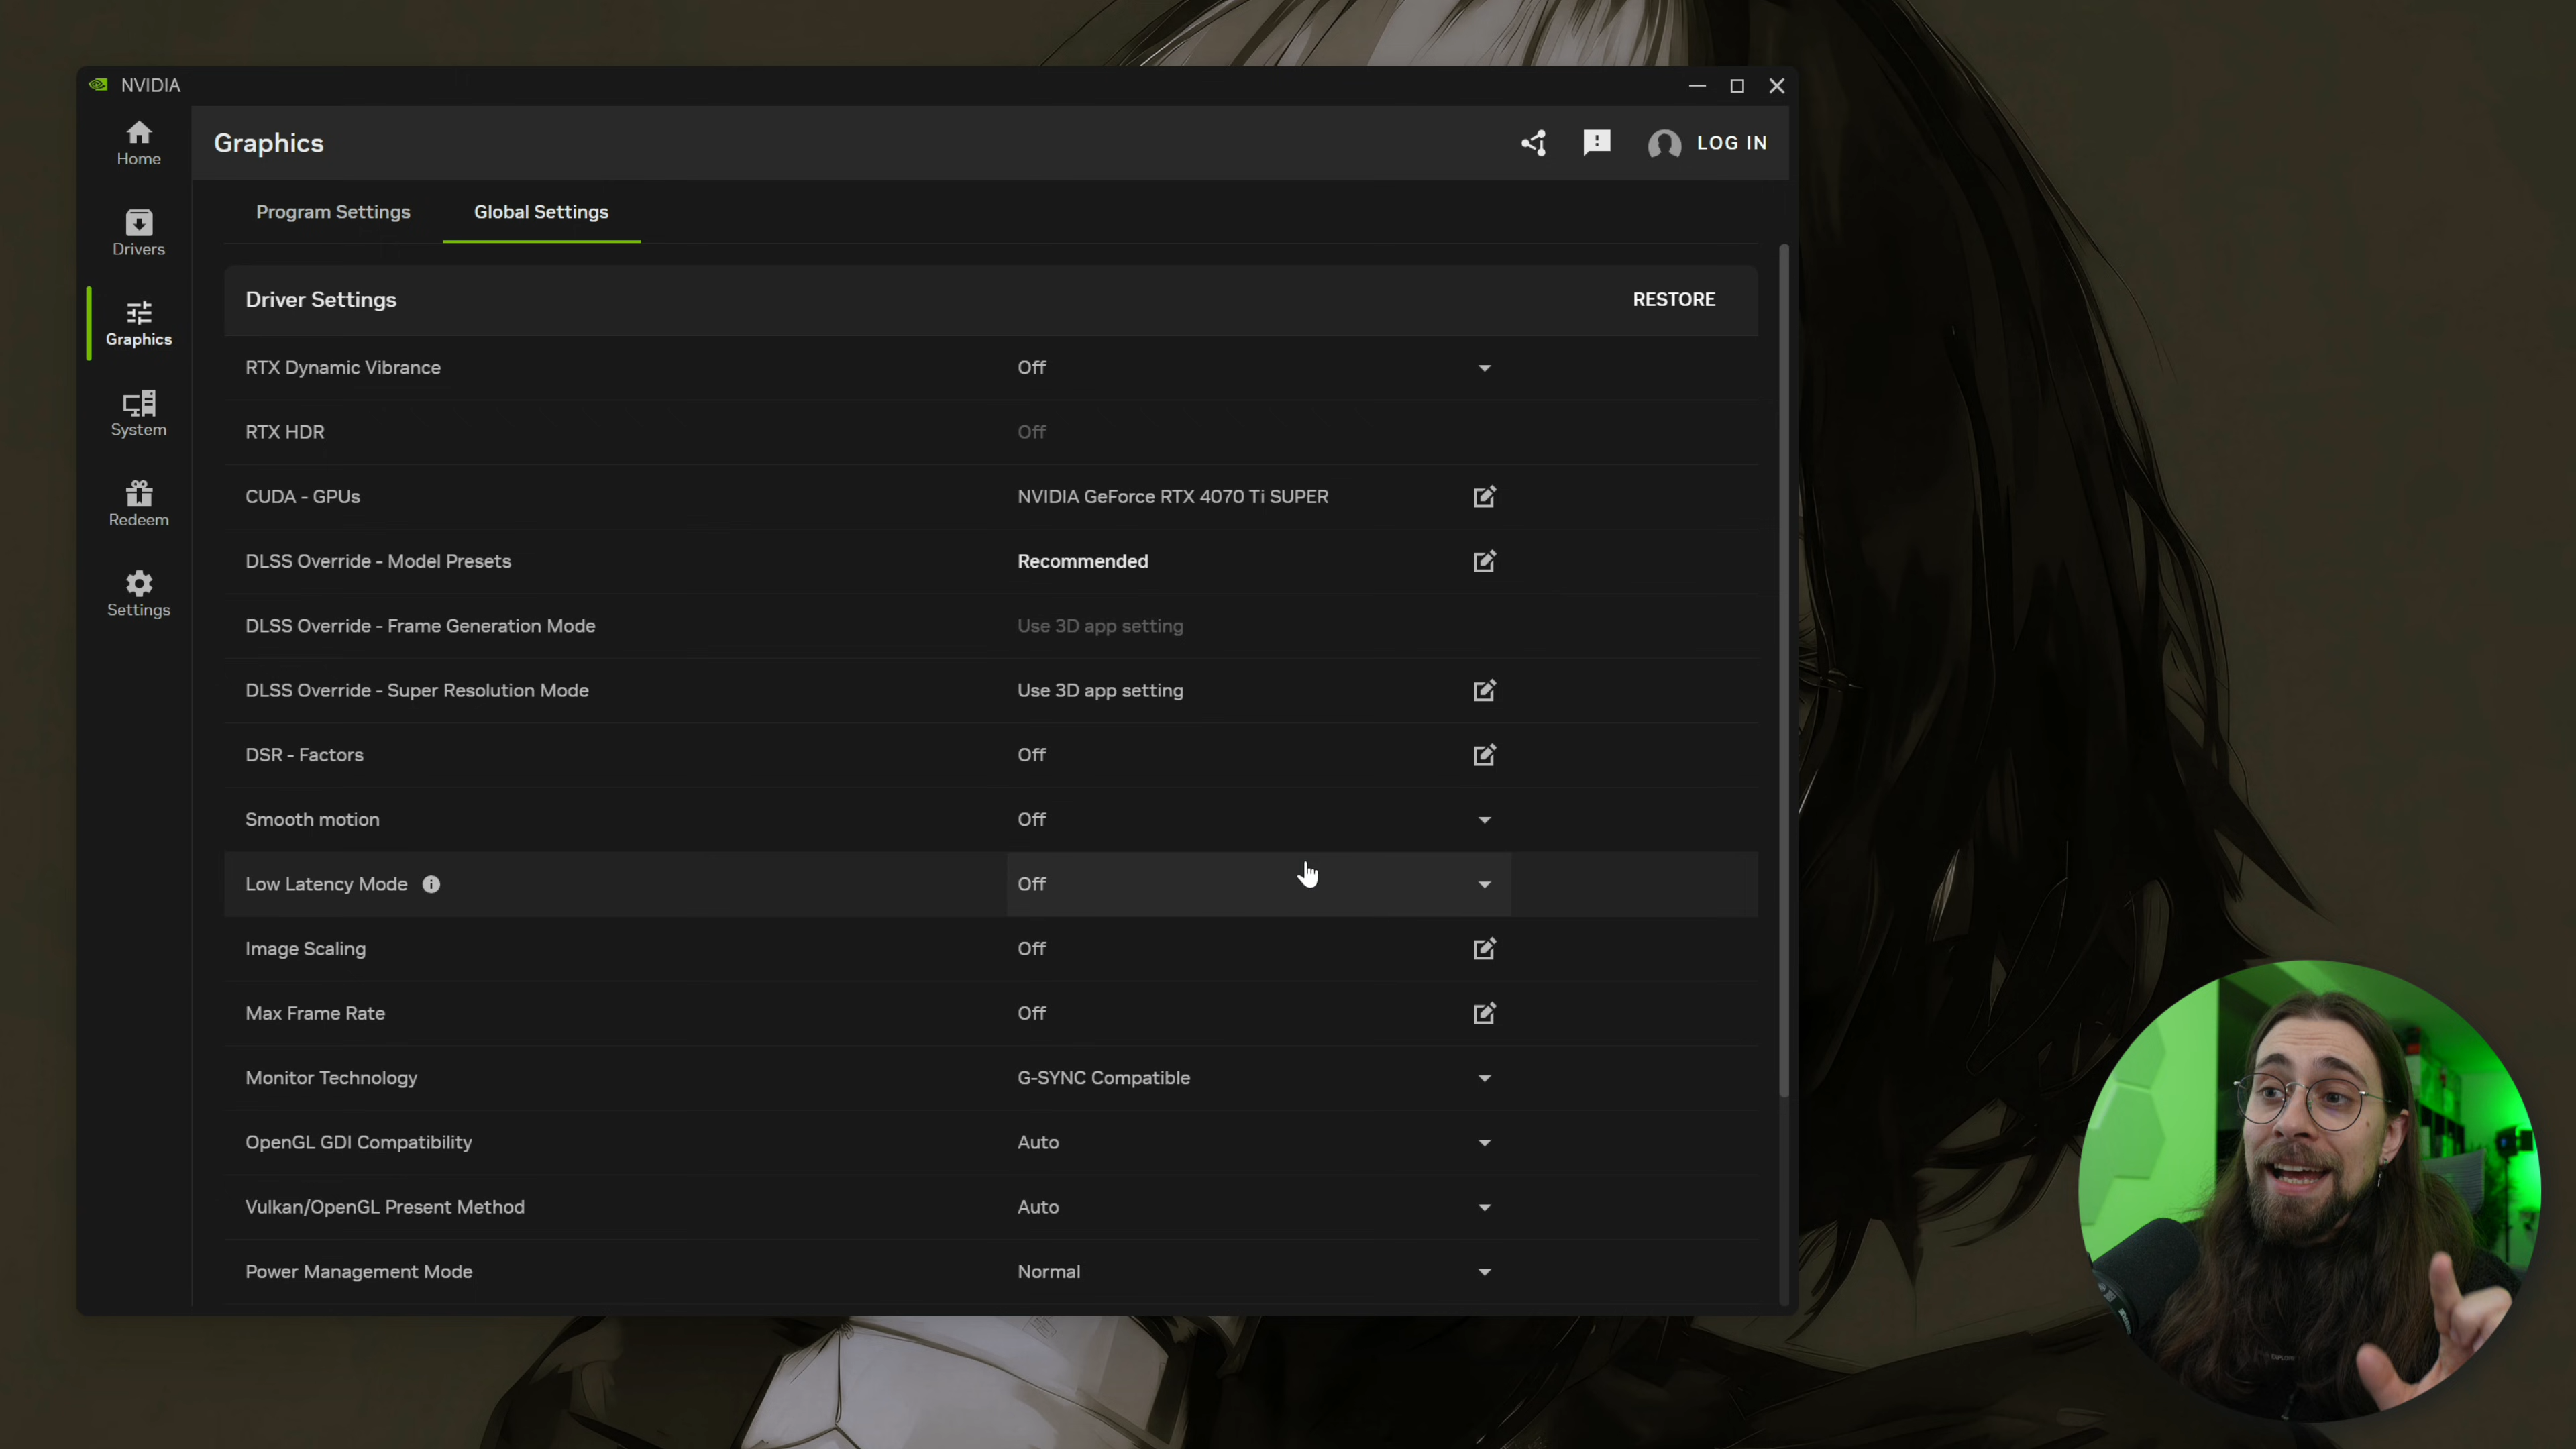 NVIDIA
Home
Drivers
Graphics
System
Redeem
Settings
Graphics
LOG IN
Program Settings
Global Settings
Driver Settings
RESTORE
RTX Dynamic Vibrance Off
RTX HDR Off
CUDA - GPUs NVIDIA GeForce RTX 4070 Ti SUPER
DLSS Override - Model Presets Recommended
DLSS Override - Frame Generation Mode Use 3D app setting
DLSS Override - Super Resolution Mode Use 3D app setting
DSR - Factors Off
Smooth motion Off
Low Latency Mode Off
Image Scaling Off
Max Frame Rate Off
Monitor Technology G-SYNC Compatible
OpenGL GDI Compatibility Auto
Vulkan/OpenGL Present Method Auto
Power Management Mode Normal